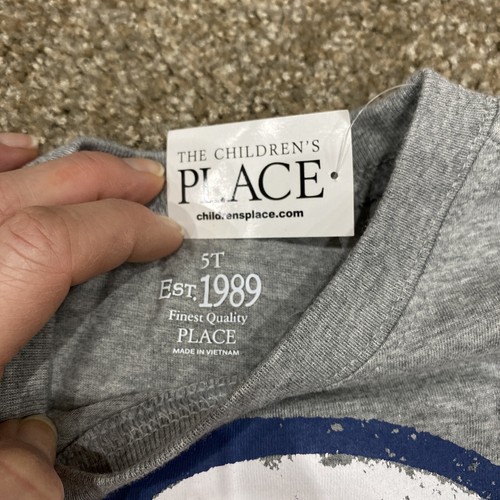 THE CHILDREN'S
PLACE
childrensplace.com
5T
EST. 1989
Finest Quality
PLACE
MADE IN VIETNAM